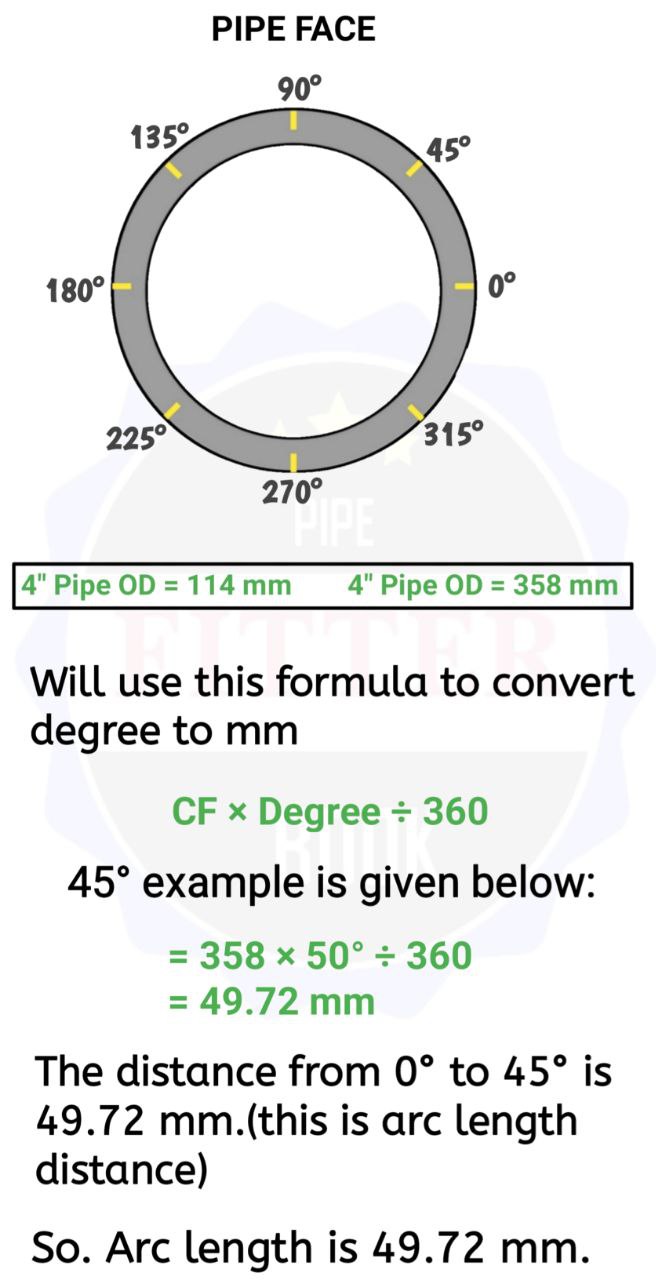 PIPE FACE
90°
135°
45°
180°
0°
225°
315°
270°
PIPE
4" Pipe OD = 114 mm 4" Pipe OD = 358 mm
FITTER
Will use this formula to convert
degree to mm
CF × Degree ÷ 360
BOOK
45° example is given below:
= 358 × 50° ÷ 360
= 49.72 mm
The distance from 0° to 45° is
49.72 mm.(this is arc length
distance)
So. Arc length is 49.72 mm.